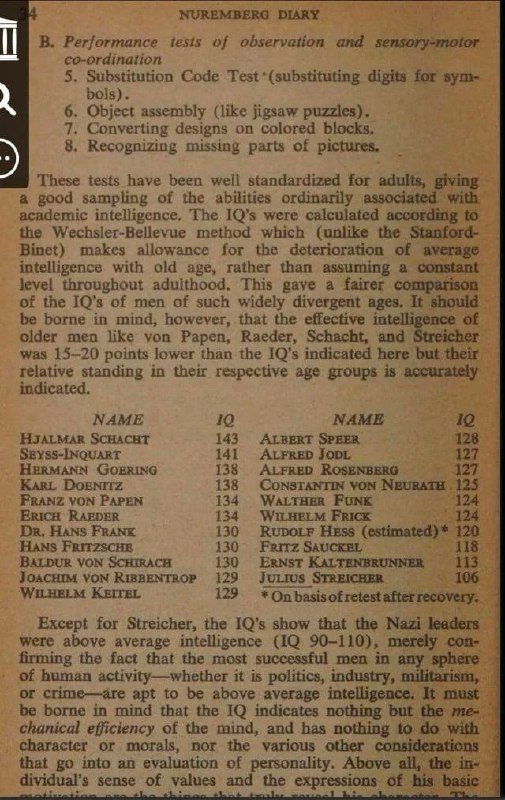 34 NUREMBERG DIARY
B. Performance tests of observation and sensory-motor
co-ordination
5. Substitution Code Test (substituting digits for sym-
bols).
6. Object assembly (like jigsaw puzzles).
7. Converting designs on colored blocks.
8. Recognizing missing parts of pictures.
These tests have been well standardized for adults, giving
a good sampling of the abilities ordinarily associated with
academic intelligence. The IQ's were calculated according to
the Wechsler-Bellevue method which (unlike the Stanford-
Binet) makes allowance for the deterioration of average
intelligence with old age, rather than assuming a constant
level throughout adulthood. This gave a fairer comparison
of the IQ's of men of such widely divergent ages. It should
be borne in mind, however, that the effective intelligence of
older men like von Papen, Raeder, Schacht, and Streicher
was 15–20 points lower than the IQ's indicated here but their
relative standing in their respective age groups is accurately
indicated.
NAME IQ NAME IQ
HJALMAR SCHACHT 143 ALBERT SPEER 128
SEYSS-INQUART 141 ALFRED JODL 127
HERMANN GOERING 138 ALFRED ROSENBERG 127
KARL DOENITZ 138 CONSTANTIN VON NEURATH 125
FRANZ VON PAPEN 134 WALTHER FUNK 124
ERICH RAEDER 134 WILHELM FRICK 124
DR. HANS FRANK 130 RUDOLF HESS (estimated)* 120
HANS FRITZSCHE 130 FRITZ SAUCKEL 118
BALDUR VON SCHIRACH 130 ERNST KALTENBRUNNER 113
JOACHIM VON RIBBENTROP 129 JULIUS STREICHER 106
WILHELM KEITEL 129 * On basis of retest after recovery.
Except for Streicher, the IQ's show that the Nazi leaders
were above average intelligence (IQ 90–110), merely con-
firming the fact that the most successful men in any sphere
of human activity—whether it is politics, industry, militarism,
or crime—are apt to be above average intelligence. It must
be borne in mind that the IQ indicates nothing but the me-
chanical efficiency of the mind, and has nothing to do with
character or morals, nor the various other considerations
that go into an evaluation of personality. Above all, the in-
dividual's sense of values and the expressions of his basic
motivation are the things that truly reveal his character. The